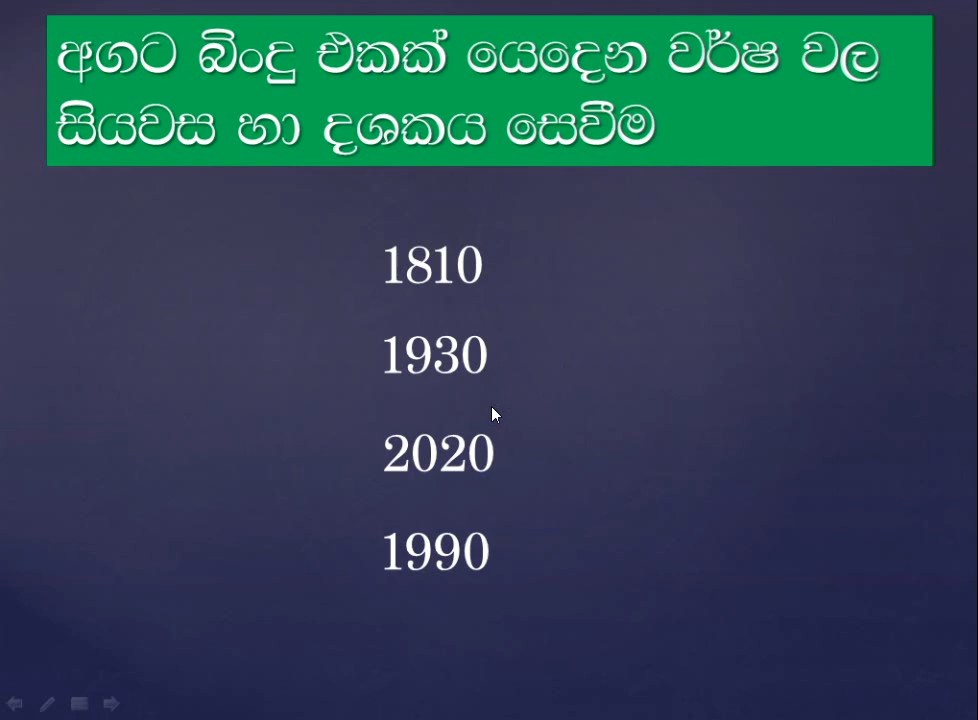 අගට බිංදු එකක් යෙදෙන වර්ෂ වල
සියවස හා දශකය සෙවීම
1810
1930
2020
1990